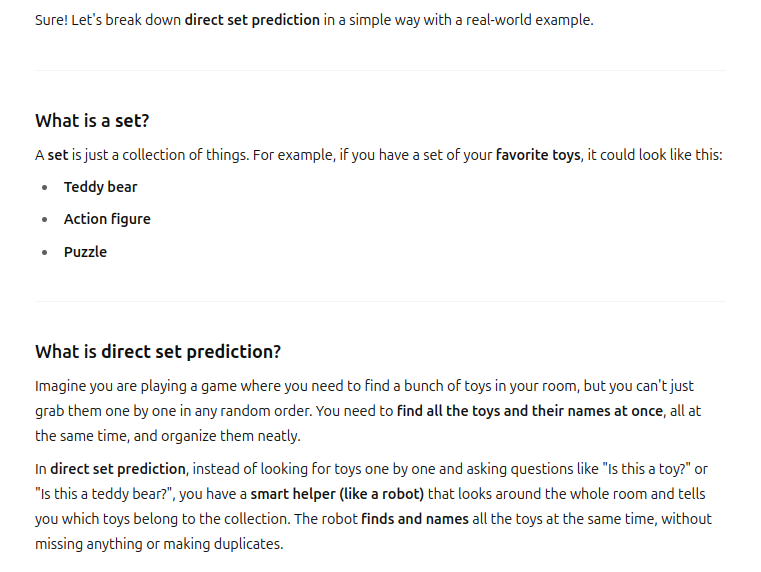 Sure! Let's break down direct set prediction in a simple way with a real-world example.
What is a set?
A set is just a collection of things. For example, if you have a set of your favorite toys, it could look like this:
• Teddy bear
• Action figure
• Puzzle
What is direct set prediction?
Imagine you are playing a game where you need to find a bunch of toys in your room, but you can't just
grab them one by one in any random order. You need to find all the toys and their names at once, all at
the same time, and organize them neatly.
In direct set prediction, instead of looking for toys one by one and asking questions like "Is this a toy?" or
"Is this a teddy bear?", you have a smart helper (like a robot) that looks around the whole room and tells
you which toys belong to the collection. The robot finds and names all the toys at the same time, without
missing anything or making duplicates.